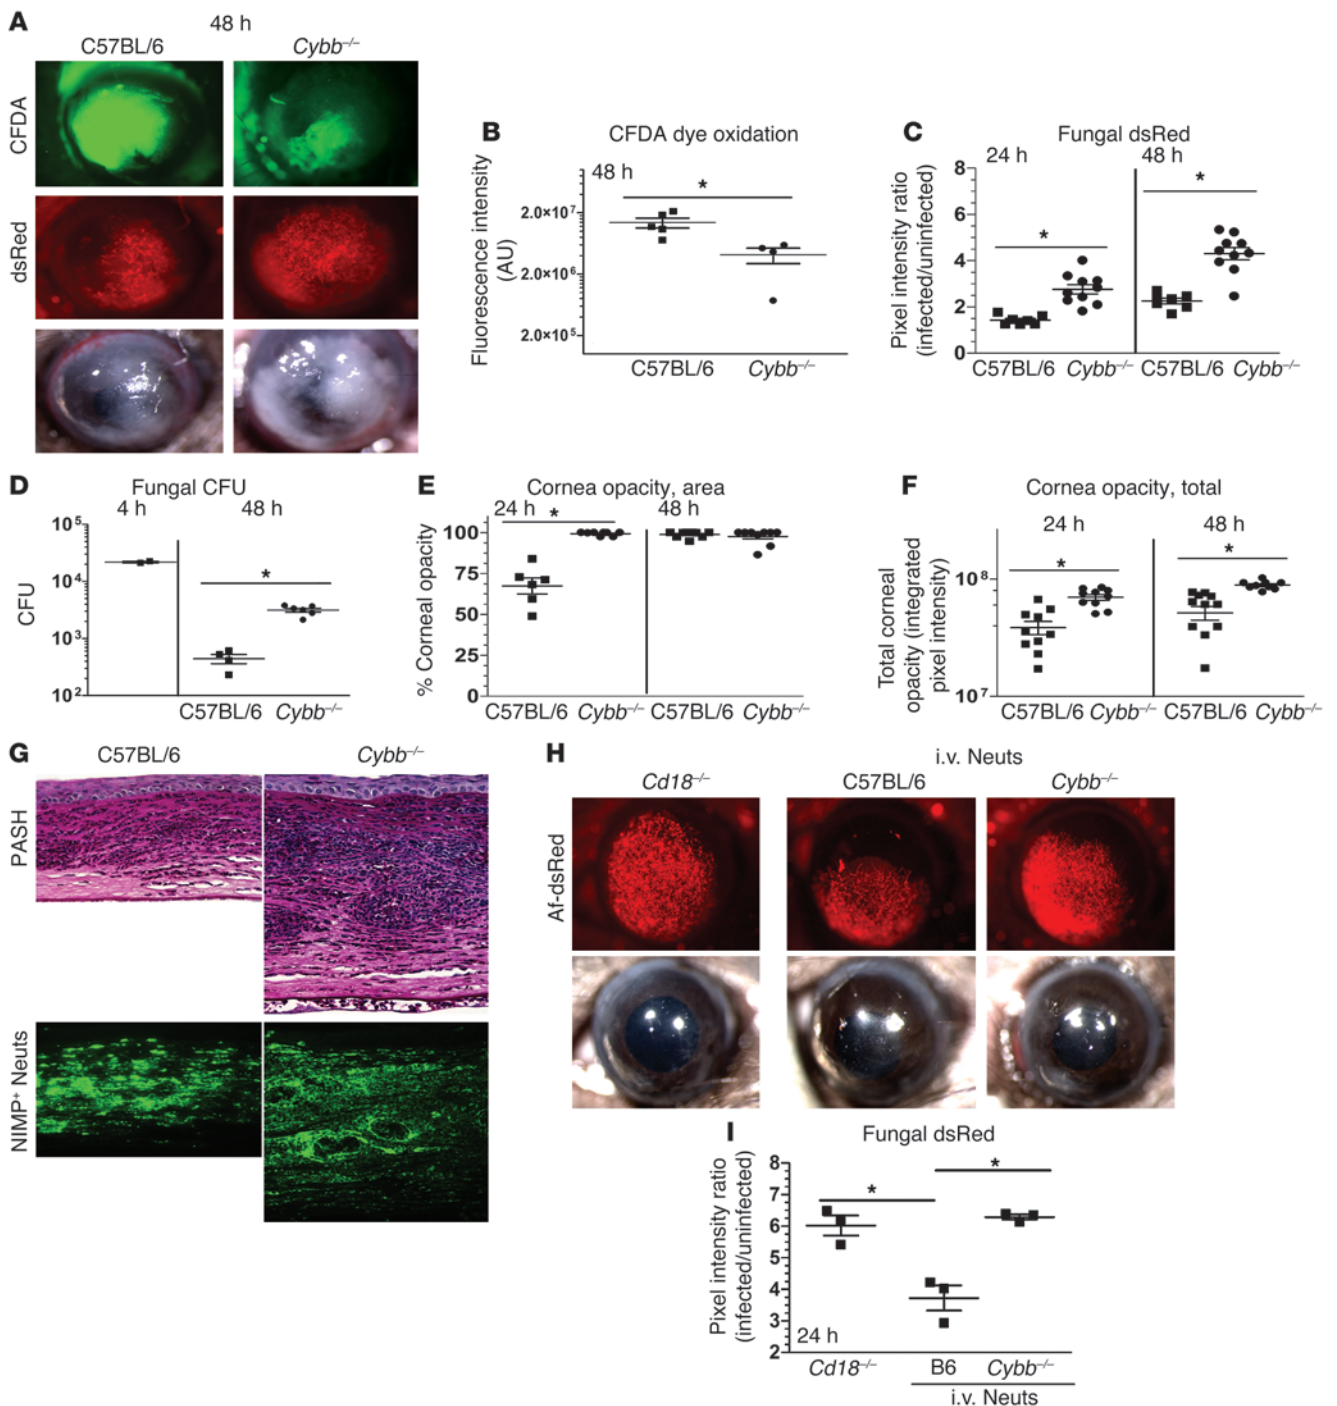 A
48 h
C57BL/6
Cybb–/–
CFDA
dsRed
B
CFDA dye oxidation
48 h
*
Fluorescence intensity
(AU)
2.0×10⁷
2.0×10⁶
2.0×10⁵
C57BL/6
Cybb–/–
C
Fungal dsRed
24 h
48 h
*
*
Pixel intensity ratio
(infected/uninfected)
8
6
4
2
0
C57BL/6
Cybb–/–
C57BL/6
Cybb–/–
D
Fungal CFU
4 h
48 h
*
CFU
10⁵
10⁴
10³
10²
C57BL/6
Cybb–/–
E
Cornea opacity, area
24 h
48 h
*
% Corneal opacity
100
75
50
25
0
C57BL/6
Cybb–/–
C57BL/6
Cybb–/–
F
Cornea opacity, total
24 h
48 h
*
*
Total corneal
opacity (integrated
pixel intensity)
10⁸
10⁷
C57BL/6
Cybb–/–
C57BL/6
Cybb–/–
G
C57BL/6
Cybb–/–
PASH
NIMP⁺ Neuts
H
i.v. Neuts
Cd18–/–
C57BL/6
Cybb–/–
Af-dsRed
I
Fungal dsRed
*
*
Pixel intensity ratio
(infected/uninfected)
8
7
6
5
4
3
2
24 h
Cd18–/–
B6
Cybb–/–
i.v. Neuts